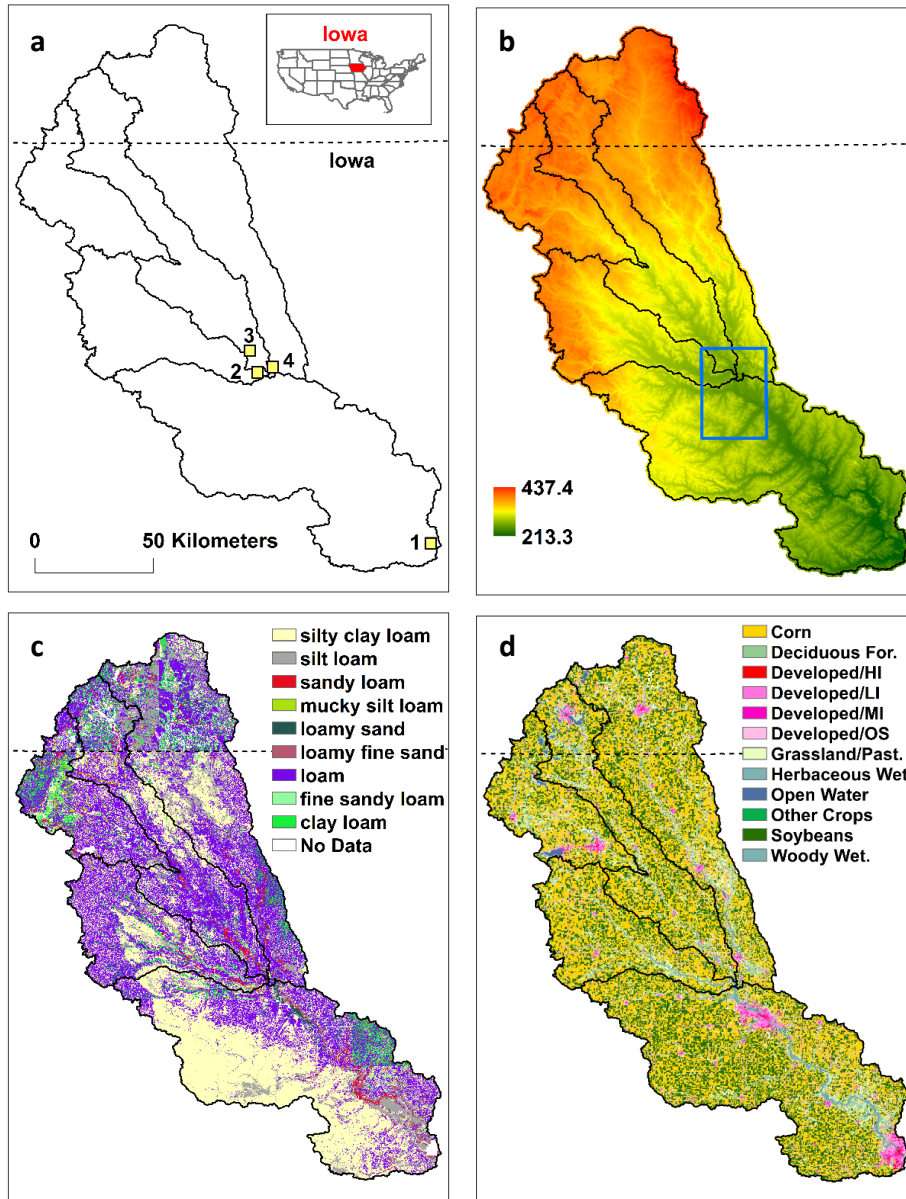 a
Iowa
Iowa
3
4
2
1
0 50 Kilometers
b
437.4
213.3
c
silty clay loam
silt loam
sandy loam
mucky silt loam
loamy sand
loamy fine sand
loam
fine sandy loam
clay loam
No Data
d
Corn
Deciduous For.
Developed/HI
Developed/LI
Developed/MI
Developed/OS
Grassland/Past.
Herbaceous Wet
Open Water
Other Crops
Soybeans
Woody Wet.